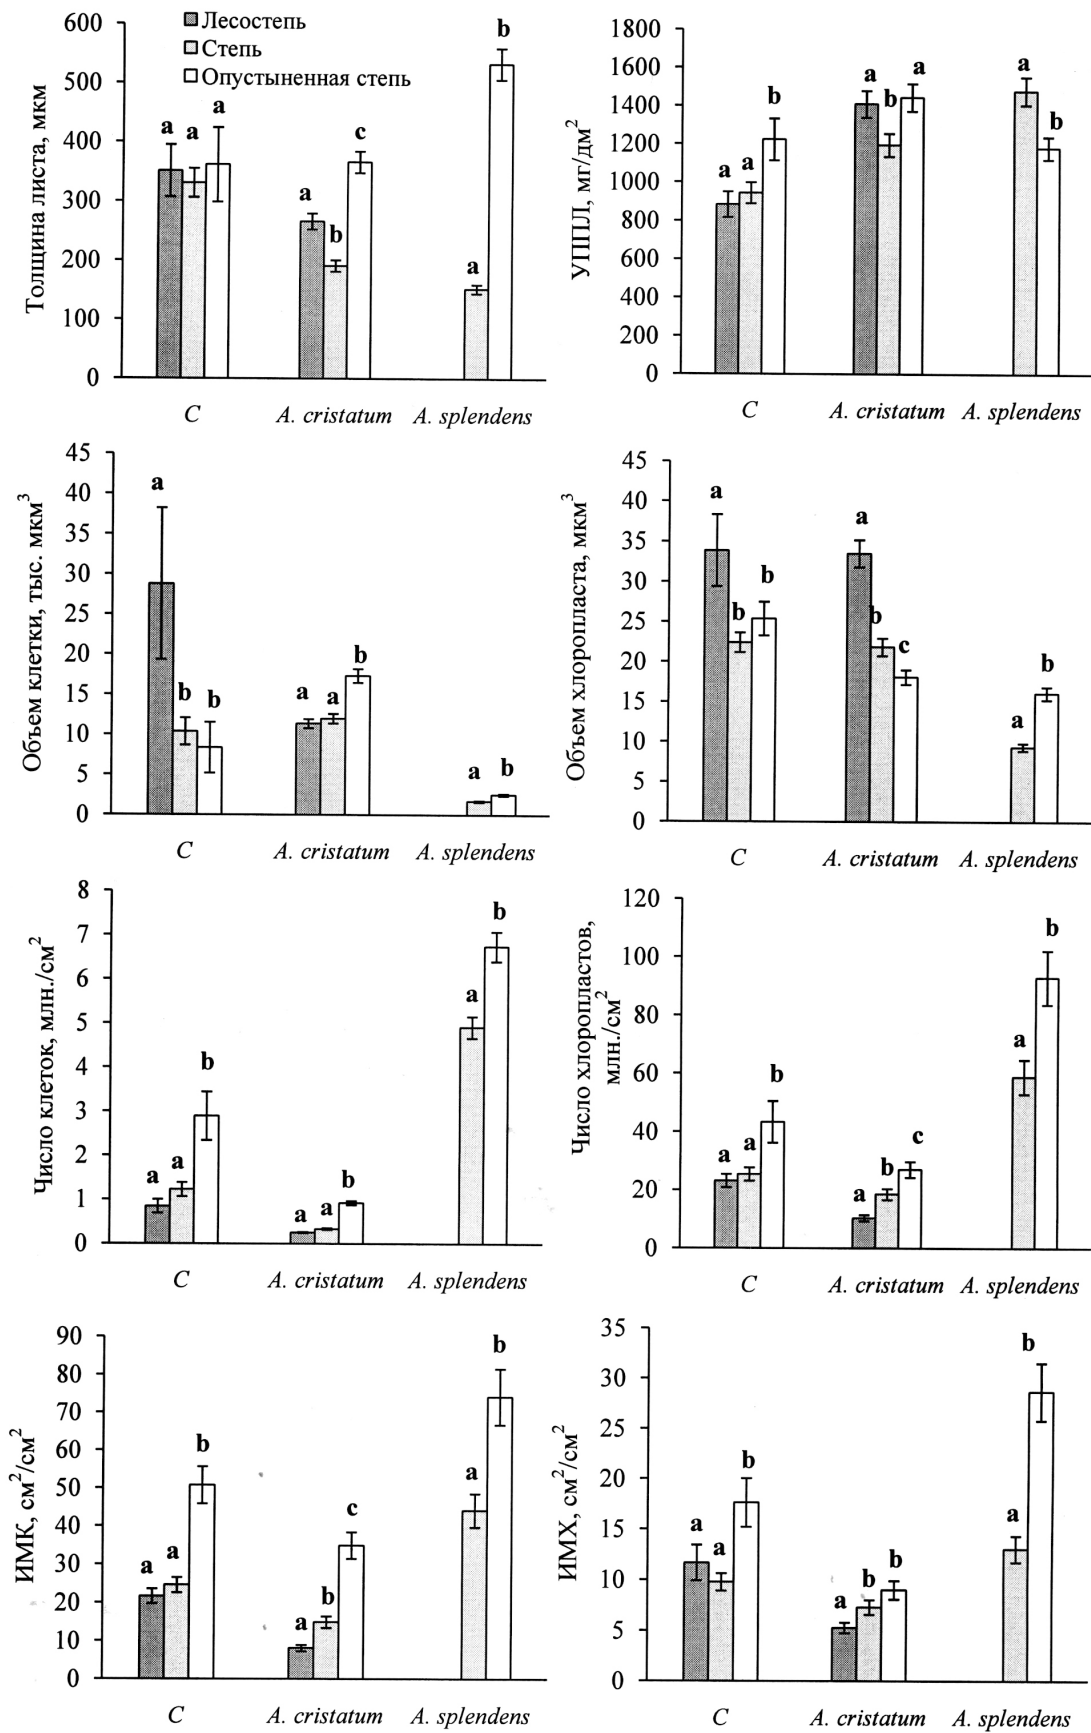 600
500
400
300
200
100
0
Толщина листа, мкм
Лесостепь
Степь
Опустыненная степь
a
a
a
a
b
c
a
b
C
A. cristatum
A. splendens
1800
1600
1400
1200
1000
800
600
400
200
0
УППЛ, мг/дм²
a
a
b
a
b
a
a
b
C
A. cristatum
A. splendens
45
40
35
30
25
20
15
10
5
0
Объем клетки, тыс. мкм³
a
b
b
a
a
b
a
b
C
A. cristatum
A. splendens
45
40
35
30
25
20
15
10
5
0
Объем хлоропласта, мкм³
a
b
b
a
b
c
a
b
C
A. cristatum
A. splendens
8
7
6
5
4
3
2
1
0
Число клеток, млн./см²
a
a
b
a
a
b
a
b
C
A. cristatum
A. splendens
120
100
80
60
40
20
0
Число хлоропластов,
млн./см²
a
a
b
a
b
c
a
b
C
A. cristatum
A. splendens
90
80
70
60
50
40
30
20
10
0
ИМК, см²/см²
a
a
b
a
b
c
a
b
C
A. cristatum
A. splendens
35
30
25
20
15
10
5
0
ИМХ, см²/см²
a
a
b
a
b
b
a
b
C
A. cristatum
A. splendens